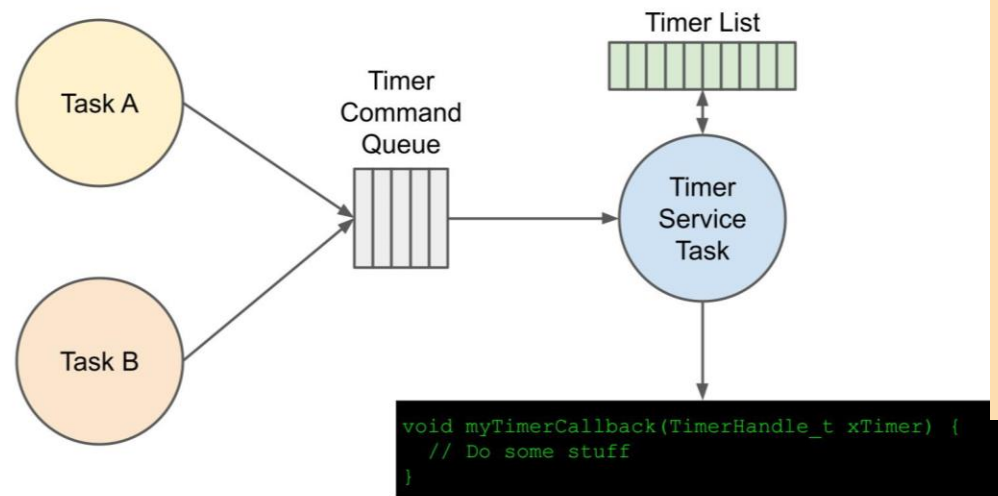 Task A
Timer
Command
Queue
Timer List
Timer
Service
Task
Task B
void myTimerCallback(TimerHandle_t xTimer) {
  // Do some stuff
}